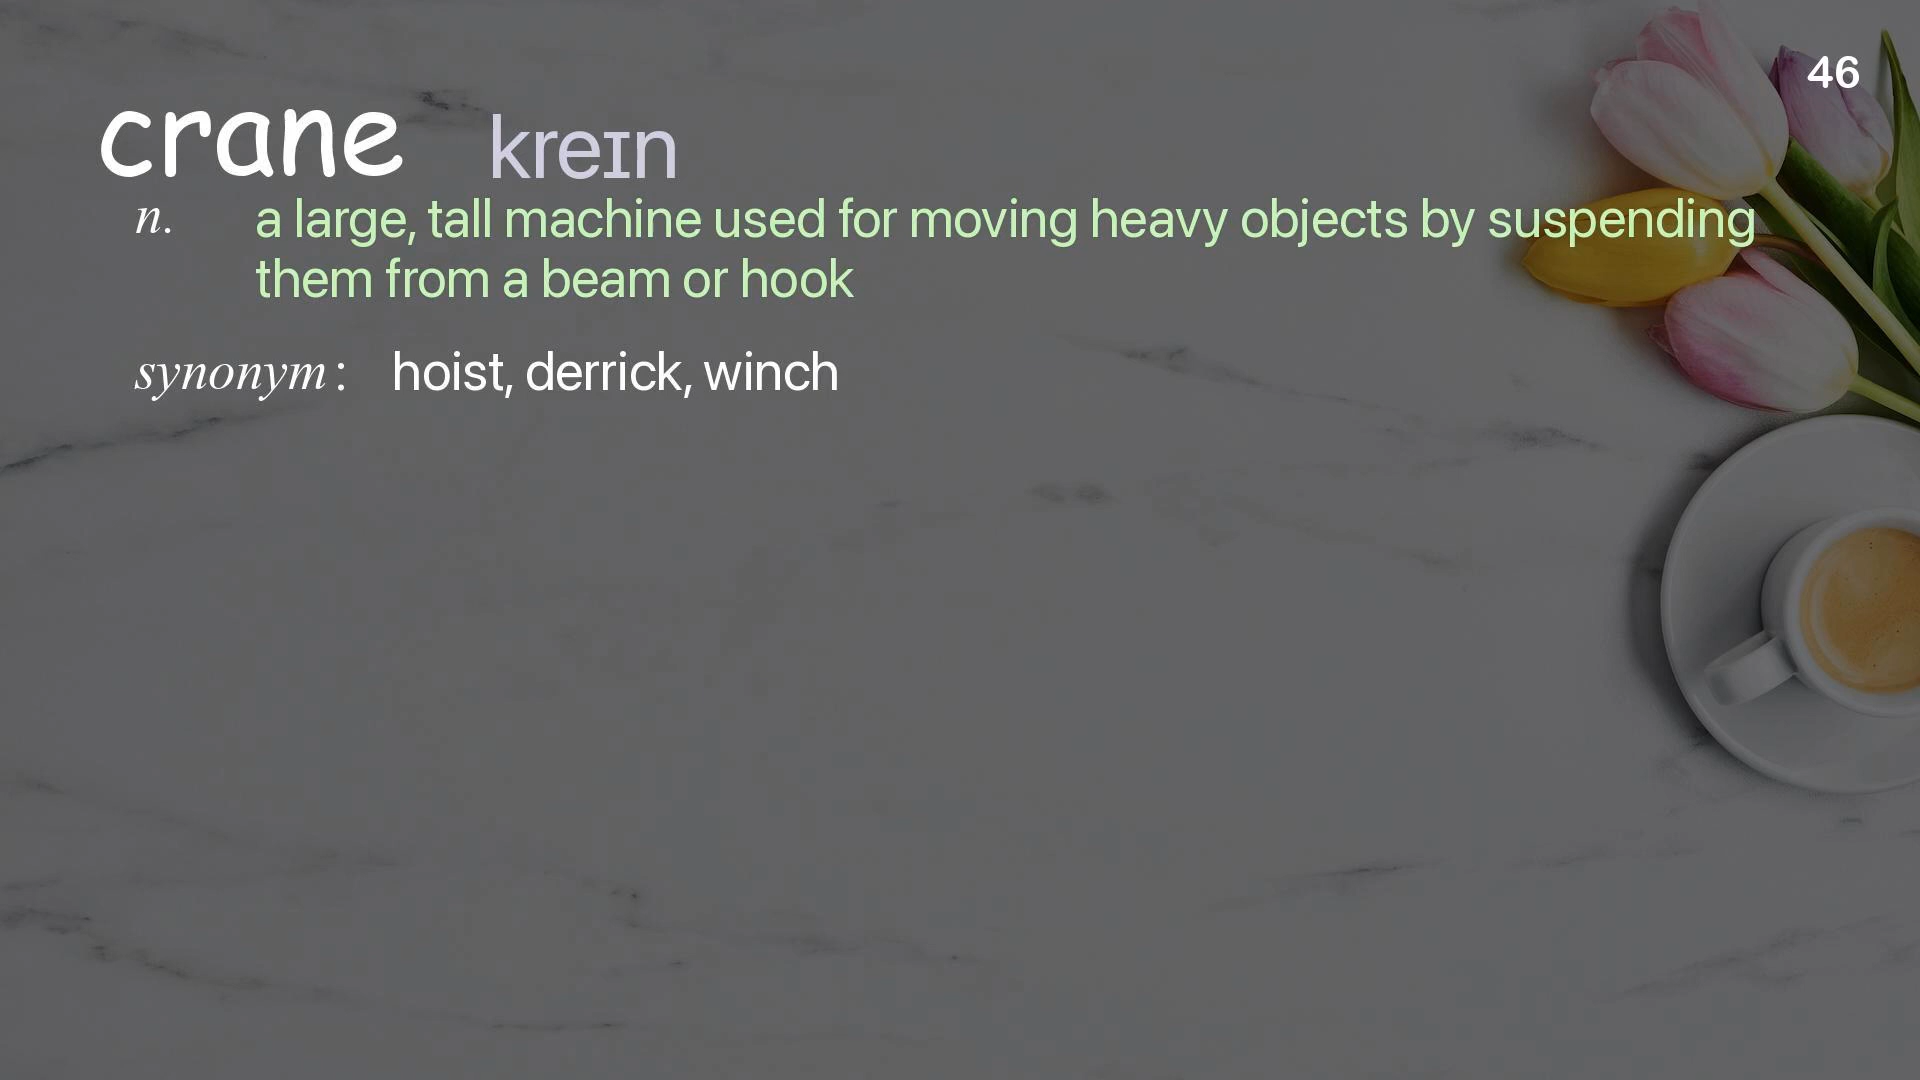 46
crane kreɪn
n. a large, tall machine used for moving heavy objects by suspending
them from a beam or hook
synonym : hoist, derrick, winch